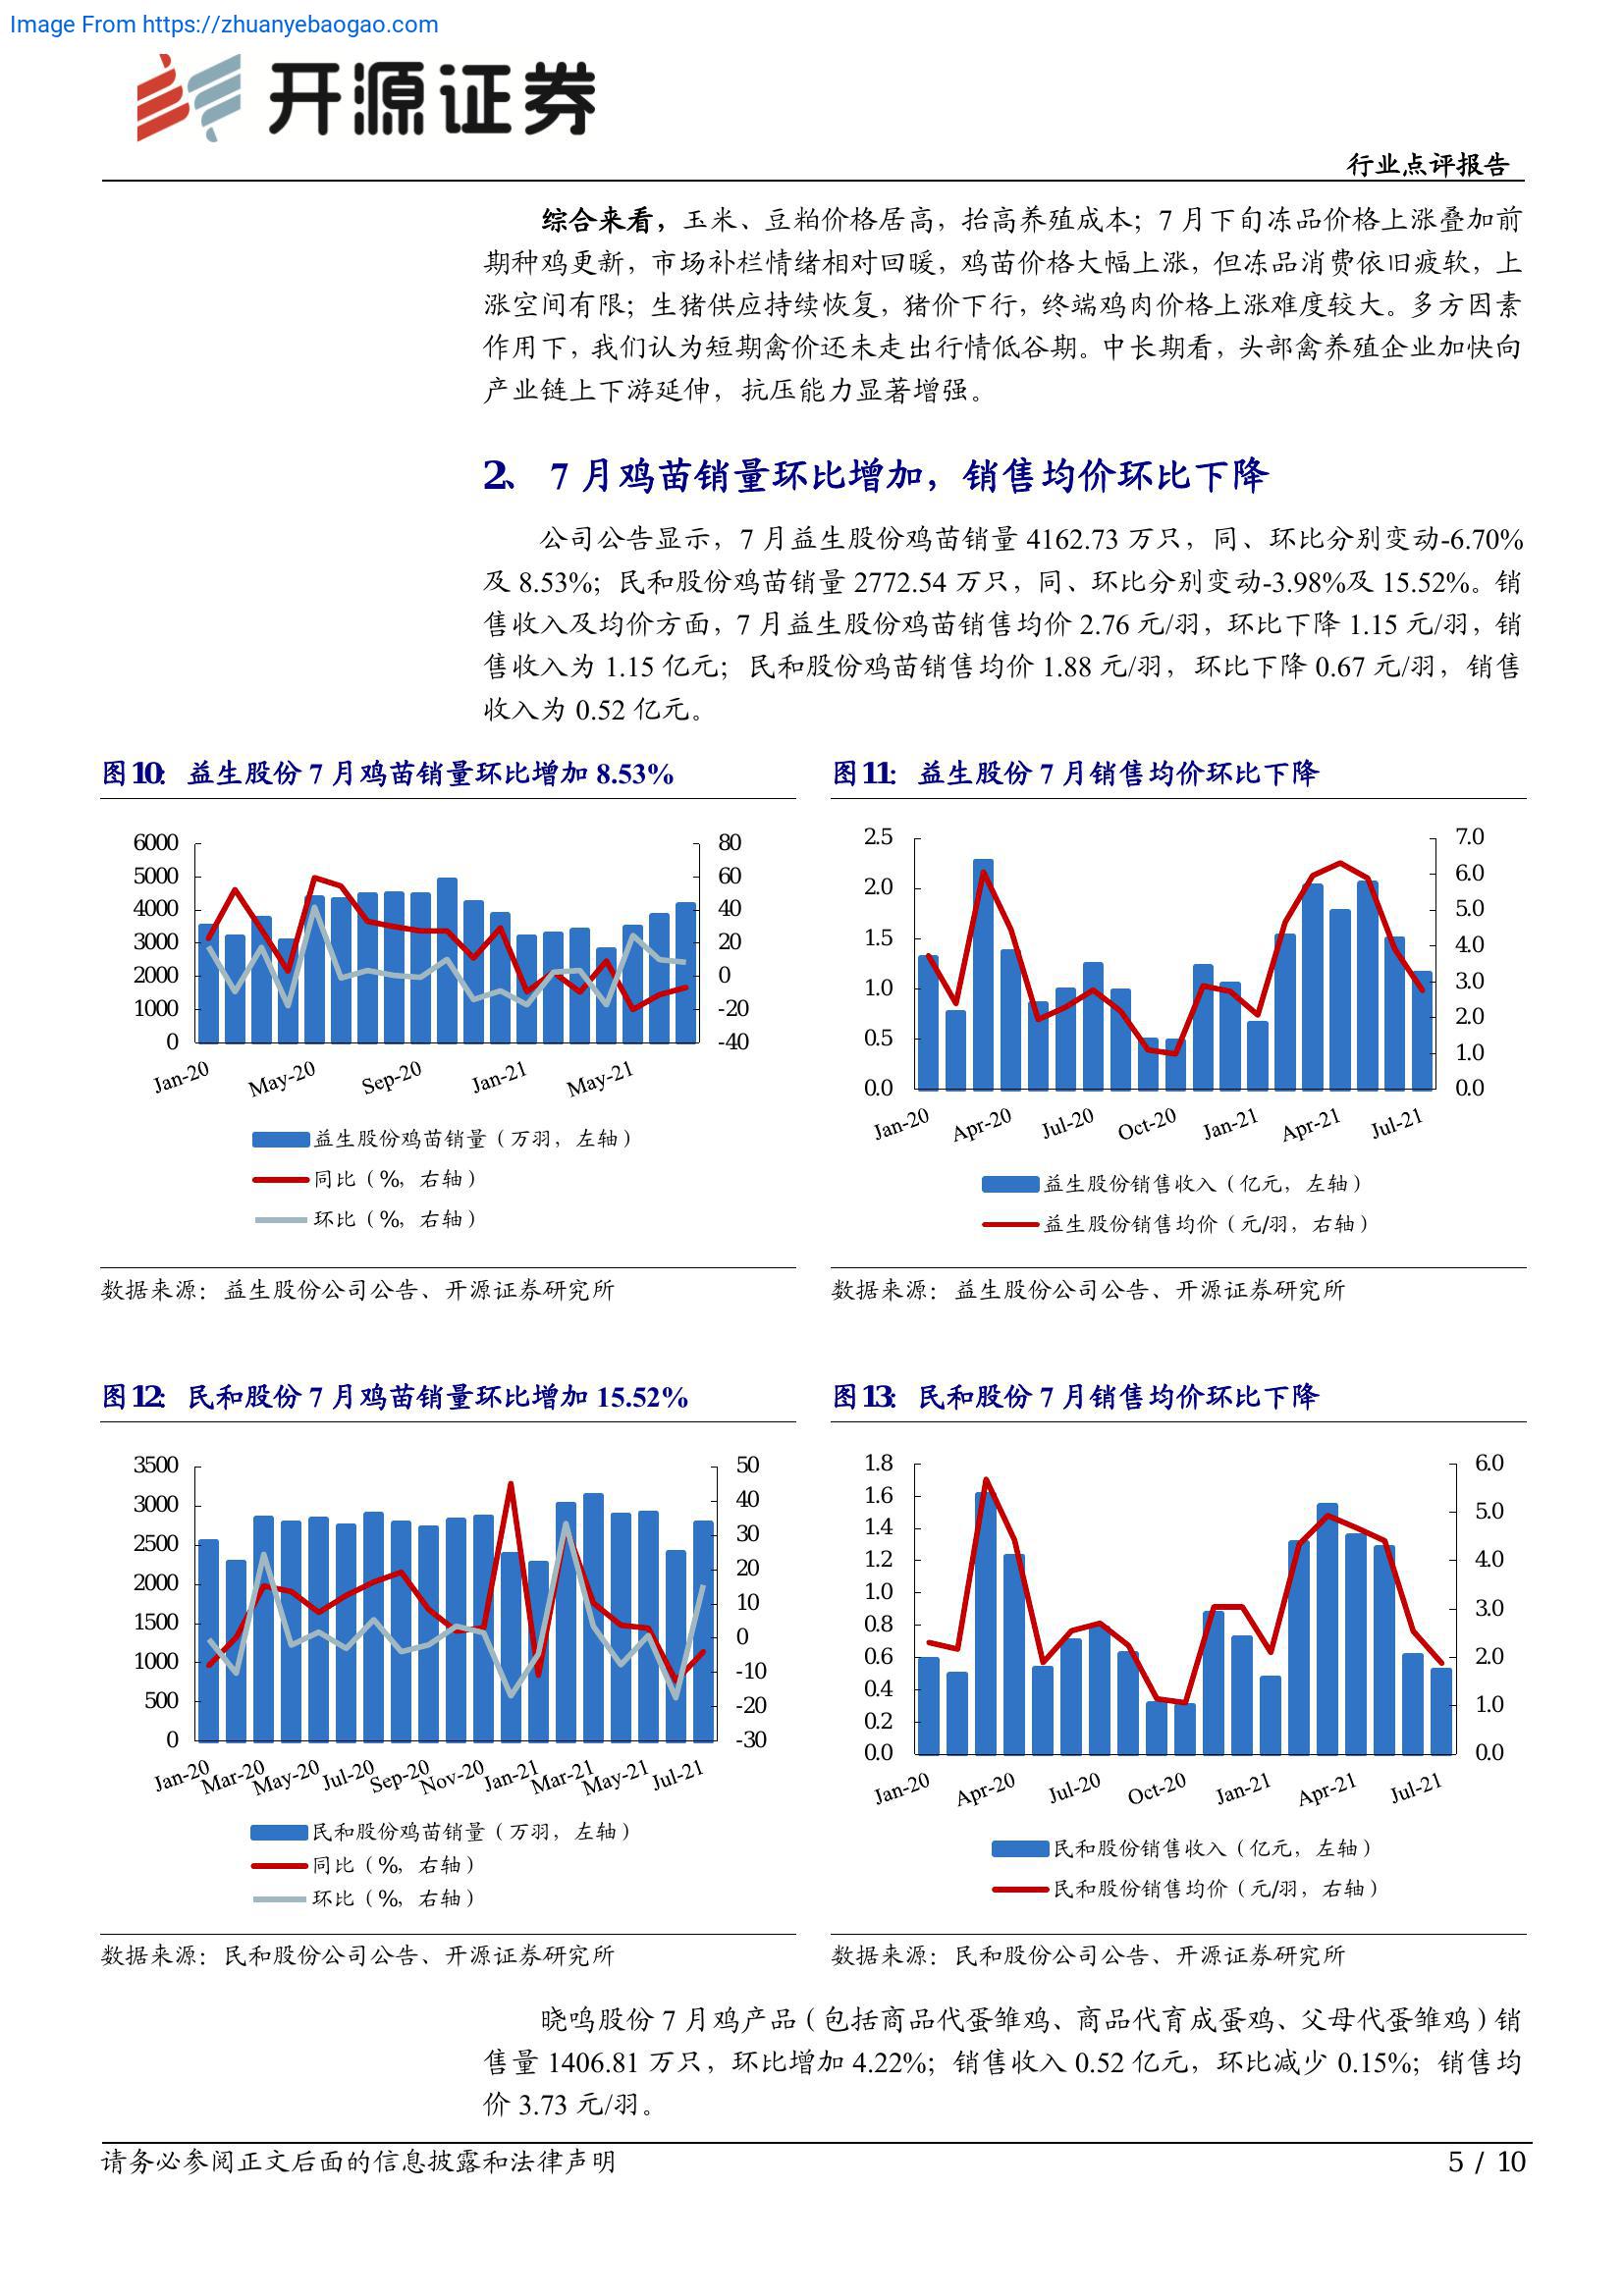 Image From https://zhuanyebaogao.com
开源证券
行业点评报告
综合来看，玉米、豆粕价格居高，抬高养殖成本；7 月下旬冻品价格上涨叠加前
期种鸡更新，市场补栏情绪相对回暖，鸡苗价格大幅上涨，但冻品消费依旧疲软，上
涨空间有限；生猪供应持续恢复，猪价下行，终端鸡肉价格上涨难度较大。多方因素
作用下，我们认为短期禽价还未走出行情低谷期。中长期看，头部禽养殖企业加快向
产业链上下游延伸，抗压能力显著增强。
2、 7 月鸡苗销量环比增加，销售均价环比下降
公司公告显示，7 月益生股份鸡苗销量 4162.73 万只，同、环比分别变动-6.70%
及 8.53%；民和股份鸡苗销量 2772.54 万只，同、环比分别变动-3.98%及 15.52%。销
售收入及均价方面，7 月益生股份鸡苗销售均价 2.76 元/羽，环比下降 1.15 元/羽，销
售收入为 1.15 亿元；民和股份鸡苗销售均价 1.88 元/羽，环比下降 0.67 元/羽，销售
收入为 0.52 亿元。
图10： 益生股份 7 月鸡苗销量环比增加 8.53%
6000 80
5000 60
4000 40
3000 20
2000 0
1000 -20
0 -40
Jan-20 May-20 Sep-20 Jan-21 May-21
益生股份鸡苗销量（万羽，左轴）
同比（%，右轴）
环比（%，右轴）
数据来源：益生股份公司公告、开源证券研究所
图11： 益生股份 7 月销售均价环比下降
2.5 7.0
2.0 6.0
1.5 5.0
1.0 4.0
0.5 3.0
0.0 2.0
1.0
0.0
Jan-20 Apr-20 Jul-20 Oct-20 Jan-21 Apr-21 Jul-21
益生股份销售收入（亿元，左轴）
益生股份销售均价（元/羽，右轴）
数据来源：益生股份公司公告、开源证券研究所
图12： 民和股份 7 月鸡苗销量环比增加 15.52%
3500 50
3000 40
2500 30
2000 20
1500 10
1000 0
500 -10
0 -20
-30
Jan-20 Mar-20 May-20 Jul-20 Sep-20 Nov-20 Jan-21 Mar-21 May-21 Jul-21
民和股份鸡苗销量（万羽，左轴）
同比（%，右轴）
环比（%，右轴）
数据来源：民和股份公司公告、开源证券研究所
图13： 民和股份 7 月销售均价环比下降
1.8 6.0
1.6 5.0
1.4 4.0
1.2 3.0
1.0 2.0
0.8 1.0
0.6 0.0
0.4
0.2
0.0
Jan-20 Apr-20 Jul-20 Oct-20 Jan-21 Apr-21 Jul-21
民和股份销售收入（亿元，左轴）
民和股份销售均价（元/羽，右轴）
数据来源：民和股份公司公告、开源证券研究所
晓鸣股份 7 月鸡产品（包括商品代蛋雏鸡、商品代育成蛋鸡、父母代蛋雏鸡）销
售量 1406.81 万只，环比增加 4.22%；销售收入 0.52 亿元，环比减少 0.15%；销售均
价 3.73 元/羽。
请务必参阅正文后面的信息披露和法律声明
5 / 10